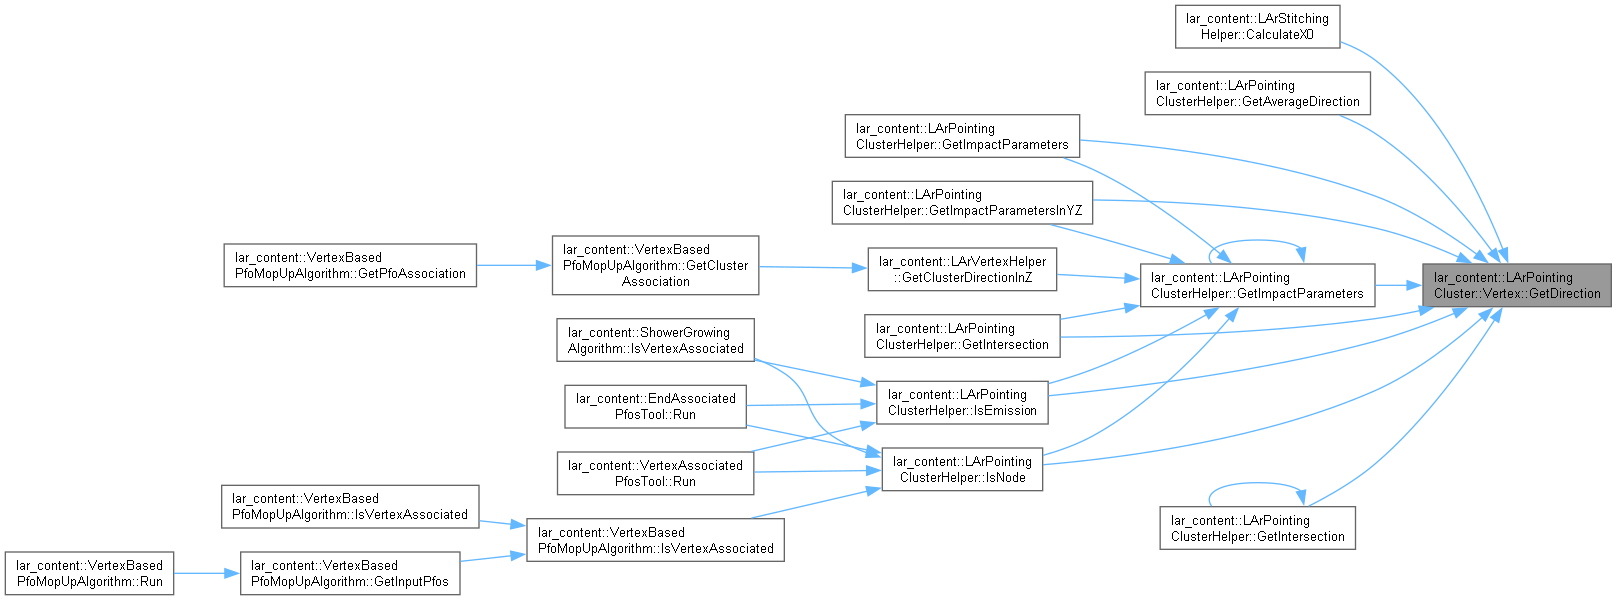 lar_content::LArStitching
Helper::CalculateX0
lar_content::LArPointing
ClusterHelper::GetAverageDirection
lar_content::LArPointing
ClusterHelper::GetImpactParameters
lar_content::LArPointing
ClusterHelper::GetImpactParametersInYZ
lar_content::VertexBased
PfoMopUpAlgorithm::GetPfoAssociation
lar_content::VertexBased
PfoMopUpAlgorithm::GetCluster
Association
lar_content::LArVertexHelper
::GetClusterDirectionInZ
lar_content::LArPointing
ClusterHelper::GetImpactParameters
lar_content::LArPointing
Cluster::Vertex::GetDirection
lar_content::ShowerGrowing
Algorithm::IsVertexAssociated
lar_content::LArPointing
ClusterHelper::GetIntersection
lar_content::EndAssociated
PfosTool::Run
lar_content::LArPointing
ClusterHelper::IsEmission
lar_content::VertexAssociated
PfosTool::Run
lar_content::LArPointing
ClusterHelper::IsNode
lar_content::VertexBased
PfoMopUpAlgorithm::IsVertexAssociated
lar_content::VertexBased
PfoMopUpAlgorithm::IsVertexAssociated
lar_content::LArPointing
ClusterHelper::GetIntersection
lar_content::VertexBased
PfoMopUpAlgorithm::Run
lar_content::VertexBased
PfoMopUpAlgorithm::GetInputPfos